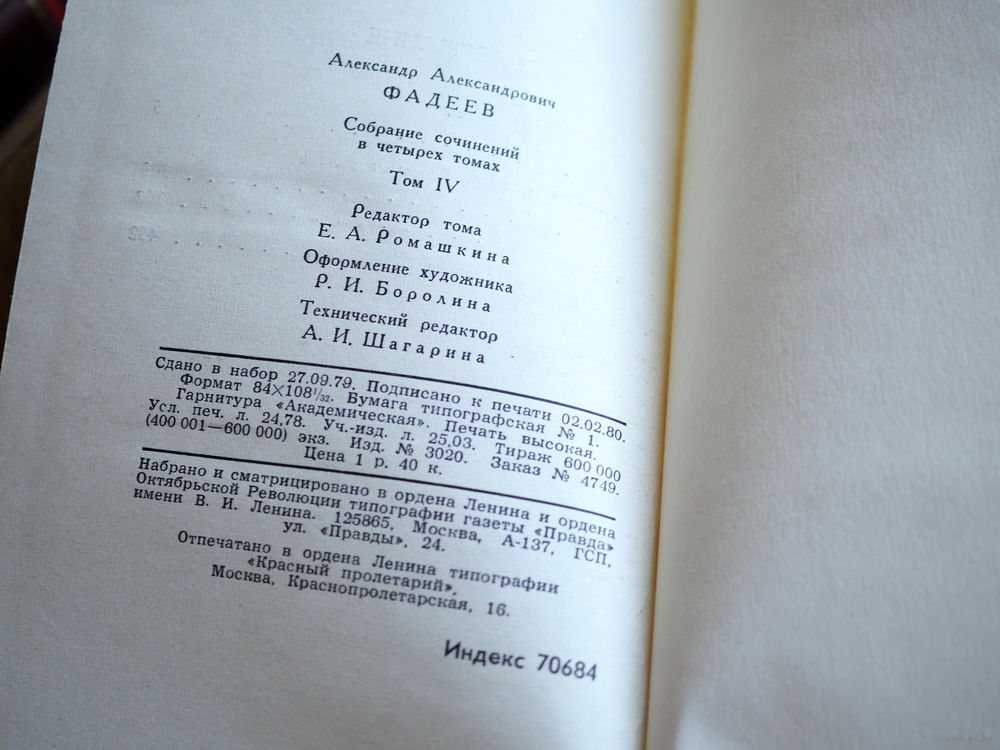 Александр Александрович
ФАДЕЕВ
Собрание сочинений
в четырех томах
Том IV
Редактор тома
Е. А. Ромашкина
Оформление художника
Р. И. Боролина
Технический редактор
А. И. Шагарина
Сдано в набор 27.09.79. Подписано к печати 02.02.80.
Формат 84×108¹/₃₂. Бумага типографская № 1.
Гарнитура «Академическая». Печать высокая.
Усл. печ. л. 24,78. Уч.-изд. л. 25,03. Тираж 600 000
(400 001—600 000) экз. Изд. № 3020. Заказ № 4749.
Цена 1 р. 40 к.
Набрано и сматрицировано в ордена Ленина и ордена
Октябрьской Революции типографии газеты «Правда»
имени В. И. Ленина. 125865, Москва, А-137, ГСП,
ул. «Правды», 24.
Отпечатано в ордена Ленина типографии
«Красный пролетарий»,
Москва, Краснопролетарская, 16.
Индекс 70684